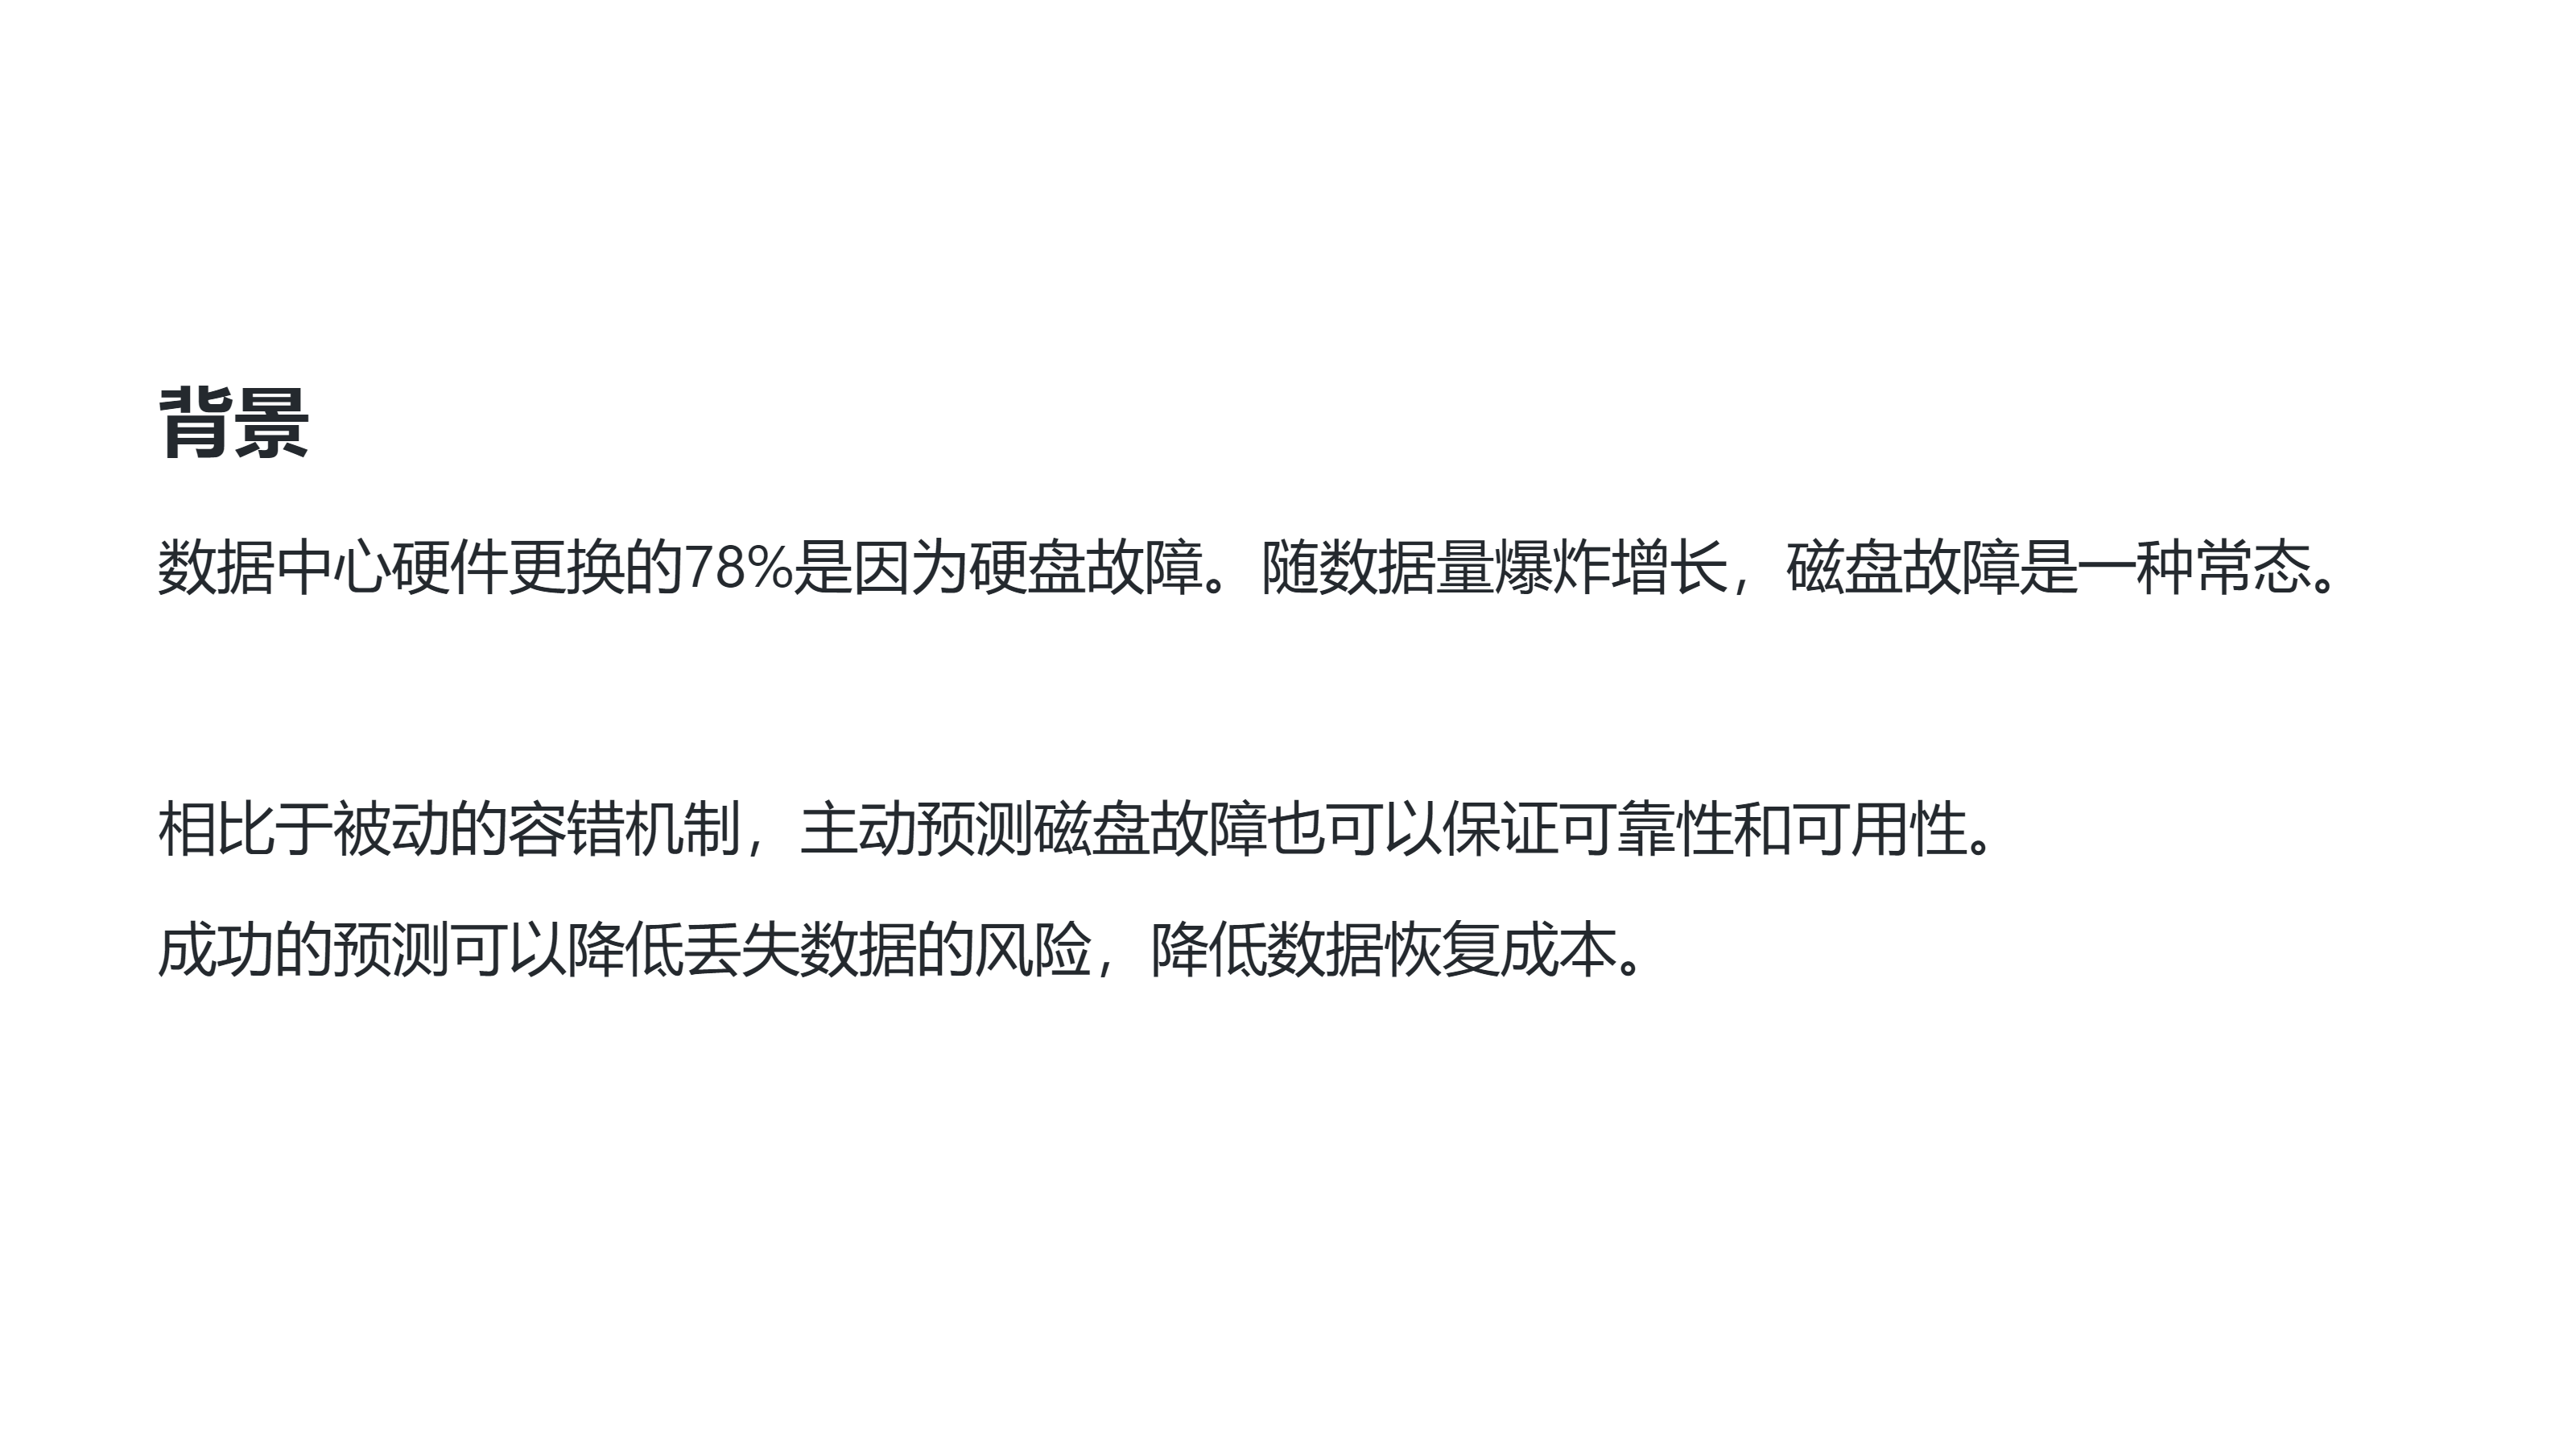 背景
数据中心硬件更换的78%是因为硬盘故障。随数据量爆炸增长，磁盘故障是一种常态。
相比于被动的容错机制，主动预测磁盘故障也可以保证可靠性和可用性。
成功的预测可以降低丢失数据的风险，降低数据恢复成本。